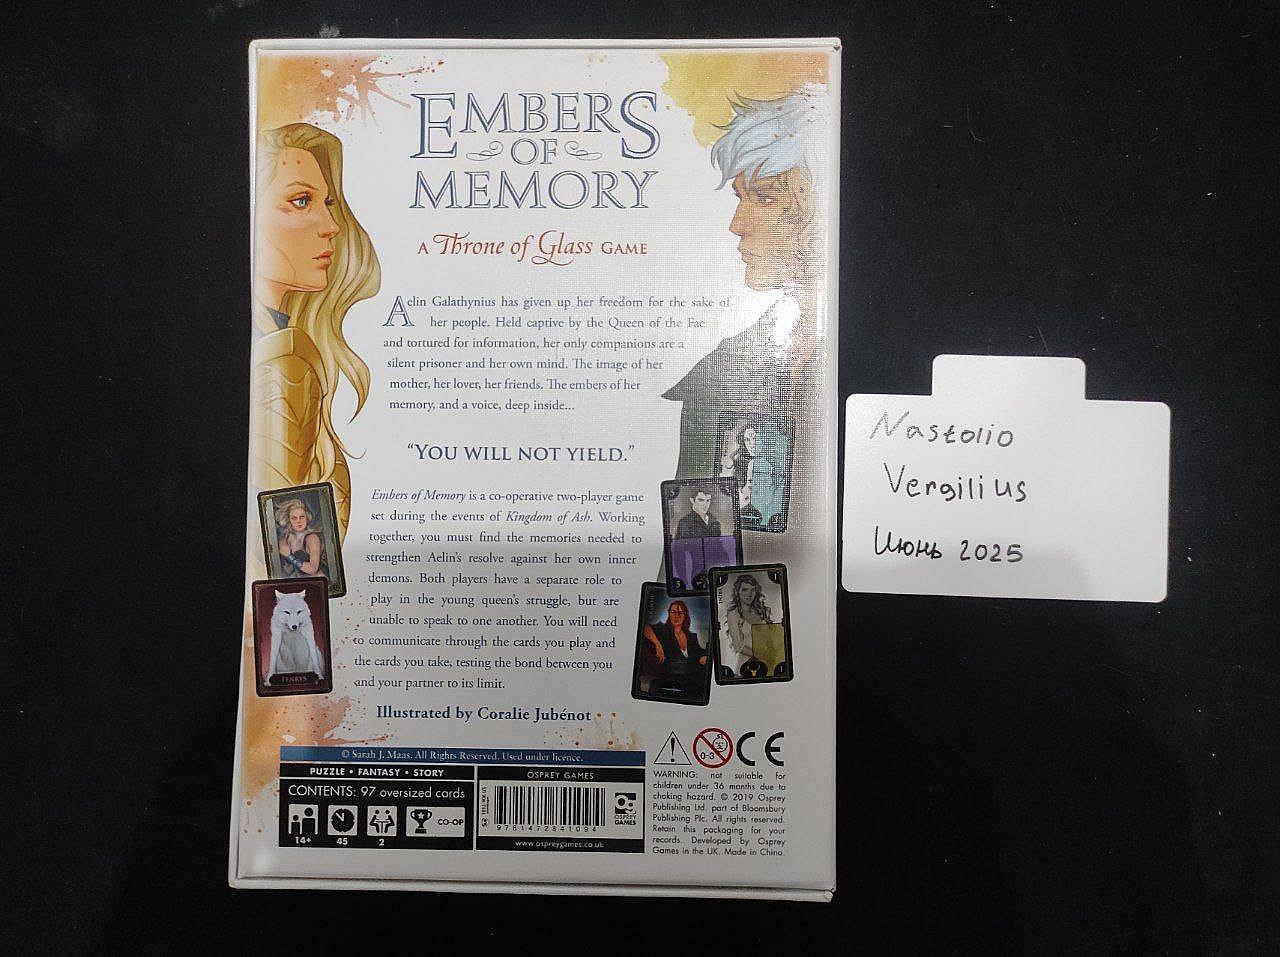 EMBERS
OF
MEMORY
A Throne of Glass GAME
Aelin Galathynius has given up her freedom for the sake of
her people. Held captive by the Queen of the Fae
and tortured for information, her only companions are a
silent prisoner and her own mind. The image of her
mother, her lover, her friends. The embers of her
memory, and a voice, deep inside...
“YOU WILL NOT YIELD.”
Embers of Memory is a co-operative two-player game
set during the events of Kingdom of Ash. Working
together, you must find the memories needed to
strengthen Aelin's resolve against her own inner
demons. Both players have a separate role to
play in the young queen's struggle, but are
unable to speak to one another. You will need
to communicate through the cards you play and
the cards you take, testing the bond between you
and your partner to its limit.
FENRYS
Illustrated by Coralie Jubénot
© Sarah J. Maas. All Rights Reserved. Used under licence.
PUZZLE • FANTASY • STORY
CONTENTS: 97 oversized cards
14+
45
2
CO-OP
OSPREY GAMES
9781472841094
OSPREY
GAMES
www.ospreygames.co.uk
0-3
CE
WARNING: not suitable for
children under 36 months due to
choking hazard. © 2019 Osprey
Publishing Ltd. part of Bloomsbury
Publishing Plc. All rights reserved.
Retain this packaging for your
records. Developed by Osprey
Games in the UK. Made in China.
Nastolio
Vergilius
Июнь 2025